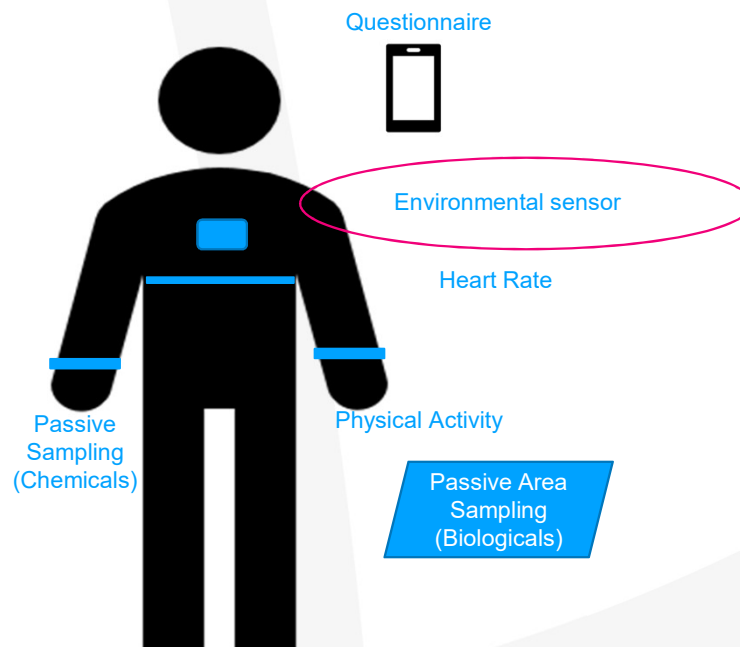 Questionnaire
Environmental sensor
Heart Rate
Passive
Sampling
(Chemicals)
Physical Activity
Passive Area
Sampling
(Biologicals)